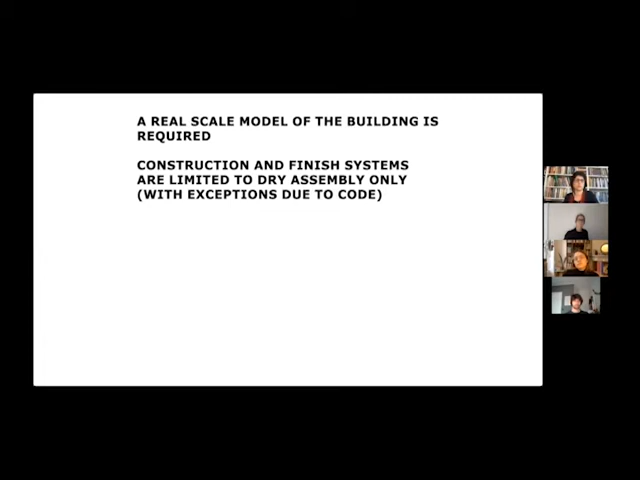 A REAL SCALE MODEL OF THE BUILDING IS
REQUIRED
CONSTRUCTION AND FINISH SYSTEMS
ARE LIMITED TO DRY ASSEMBLY ONLY
(WITH EXCEPTIONS DUE TO CODE)